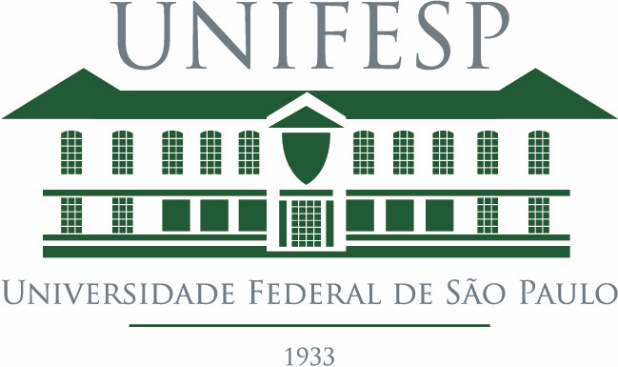 UNIFESP
UNIVERSIDADE FEDERAL DE SÃO PAULO
1933